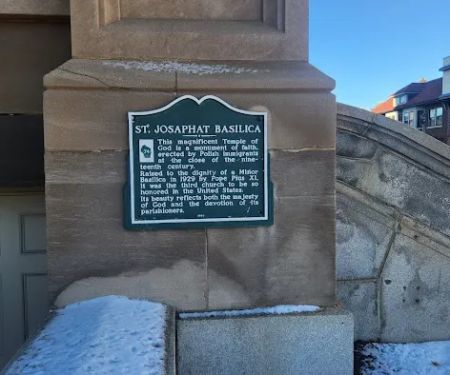 ST. JOSAPHAT BASILICA
This magnificent Temple of
God is a monument of faith,
erected by Polish immigrants
at the close of the nine-
teenth century.
Raised to the dignity of a Minor
Basilica in 1929 by Pope Pius XI,
it was the third church to be so
honored in the United States.
Its beauty reflects both the majesty
of God and the devotion of its
parishioners.